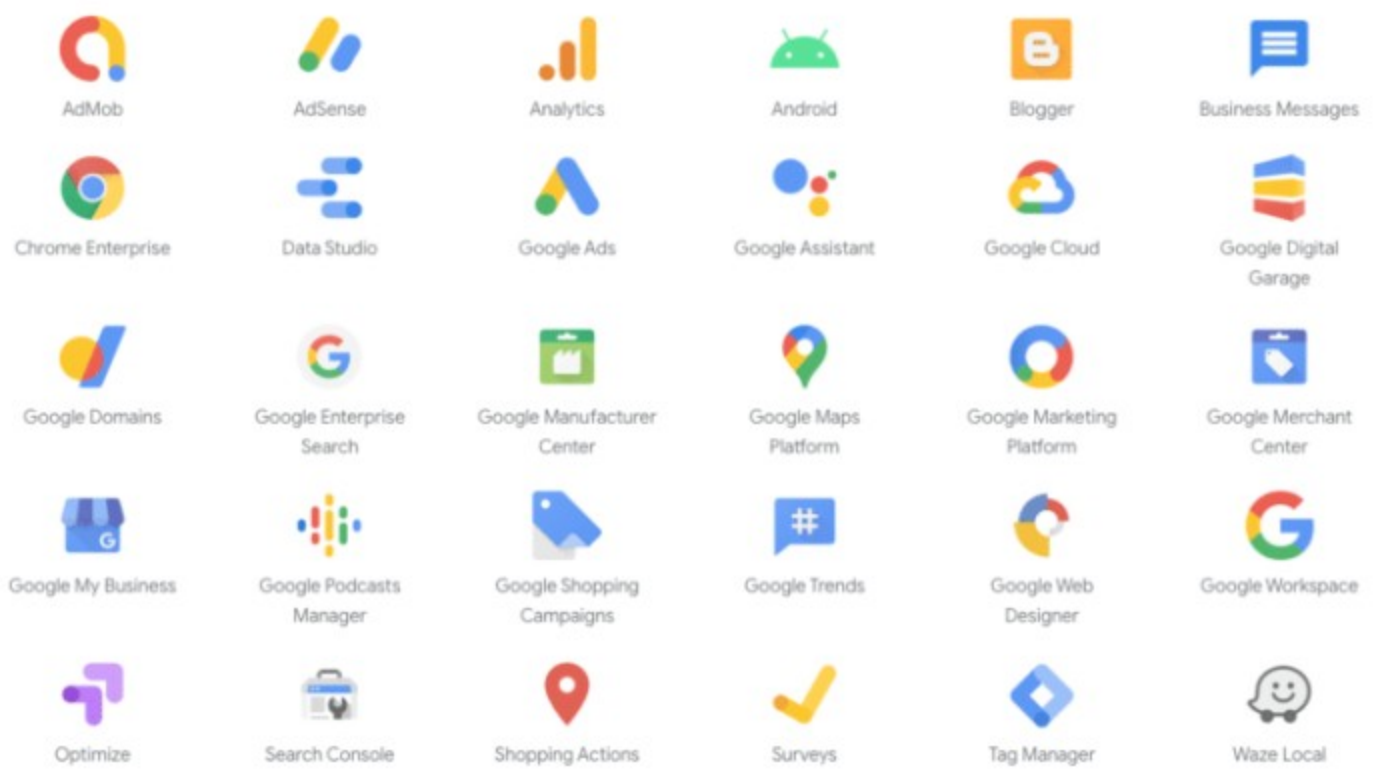 AdMob
AdSense
Analytics
Android
Blogger
Business Messages
Chrome Enterprise
Data Studio
Google Ads
Google Assistant
Google Cloud
Google Digital
Garage
Google Domains
Google Enterprise
Search
Google Manufacturer
Center
Google Maps
Platform
Google Marketing
Platform
Google Merchant
Center
Google My Business
Google Podcasts
Manager
Google Shopping
Campaigns
Google Trends
Google Web
Designer
Google Workspace
Optimize
Search Console
Shopping Actions
Surveys
Tag Manager
Waze Local